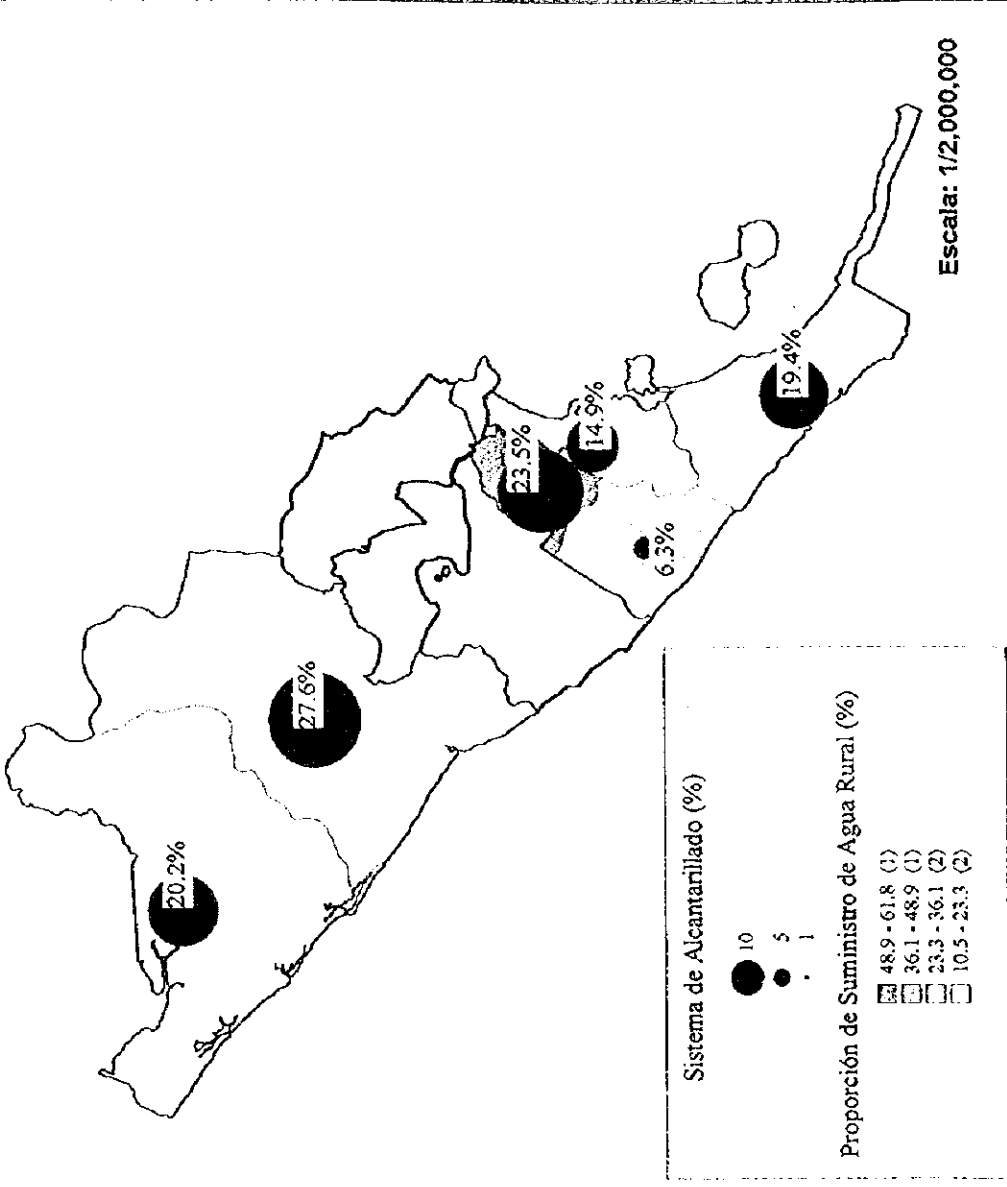 20.2%
27.6%
23.5%
14.9%
6.3%
19.4%
Sistema de Alcantarillado (%)
10
5
1
Proporción de Suministro de Agua Rural (%)
48.9 - 61.8 (1)
36.1 - 48.9 (1)
23.3 - 36.1 (2)
10.5 - 23.3 (2)
Escala: 1/2,000,000